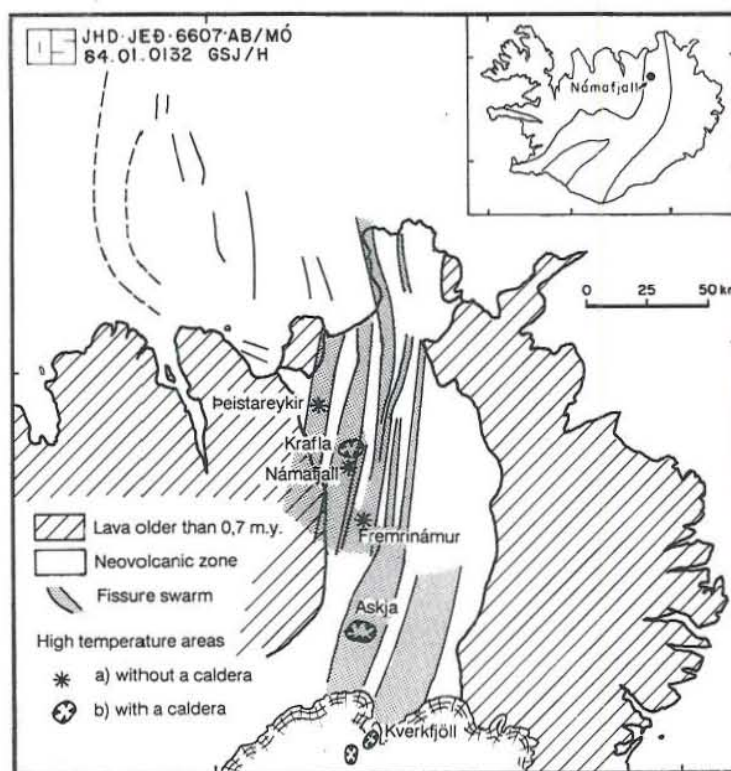 JHD·JEÐ·6607·AB/MÓ
84.01.0132 GSJ/H
Námafjall
0 25 50 km
Þeistareykir
Krafla
Námafjall
Fremrinámur
Lava older than 0,7 m.y.
Neovolcanic zone
Fissure swarm
Askja
High temperature areas
a) without a caldera
b) with a caldera
Kverkfjöll